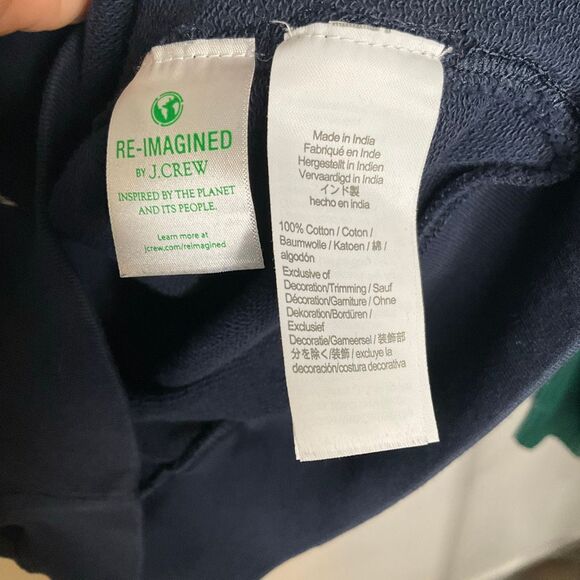 RE-IMAGINED
BY J.CREW
INSPIRED BY THE PLANET
AND ITS PEOPLE.
Learn more at
jcrew.com/reimagined
Made in India
Fabriqué en Inde
Hergestellt in Indien
Vervaardigd in India
インド製
hecho en india
100% Cotton / Coton /
Baumwolle / Katoen / 綿 /
algodón
Exclusive of
Decoration/Trimming / Sauf
Décoration/Garniture / Ohne
Dekoration/Bordüren /
Exclusief
Decoratie/Gameersel / 装飾部
分を除く/装飾 / excluye la
decoración/costura decorativa